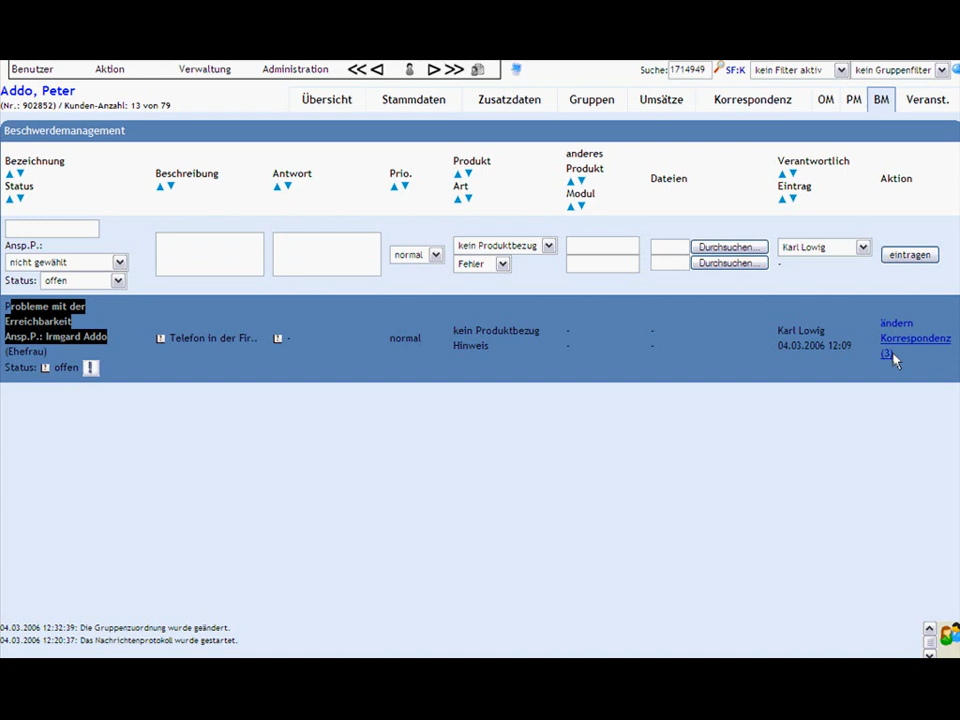 Benutzer Aktion Verwaltung Administration Suche: 1714949 SF:K kein Filter aktiv kein Gruppenfilter
Addo, Peter
(Nr.: 902852) / Kunden-Anzahl: 13 von 79
Übersicht Stammdaten Zusatzdaten Gruppen Umsätze Korrespondenz OM PM BM Veranst.
Beschwerdemanagement
Bezeichnung
Status
Beschreibung
Antwort
Prio.
Produkt
Art
anderes
Produkt
Modul
Dateien
Verantwortlich
Eintrag
Aktion
Ansp.P.:
nicht gewählt
Status: offen
normal
kein Produktbezug
Fehler
Durchsuchen...
Durchsuchen...
Karl Lowig
-
eintragen
Probleme mit der
Erreichbarkeit
Ansp.P.: Irmgard Addo
(Ehefrau)
Status: ? offen !
? Telefon in der Fir..
? -
normal
kein Produktbezug
Hinweis
-
-
-
-
Karl Lowig
04.03.2006 12:09
ändern
Korrespondenz
(3)
04.03.2006 12:32:39: Die Gruppenzuordnung wurde geändert.
04.03.2006 12:20:37: Das Nachrichtenprotokoll wurde gestartet.